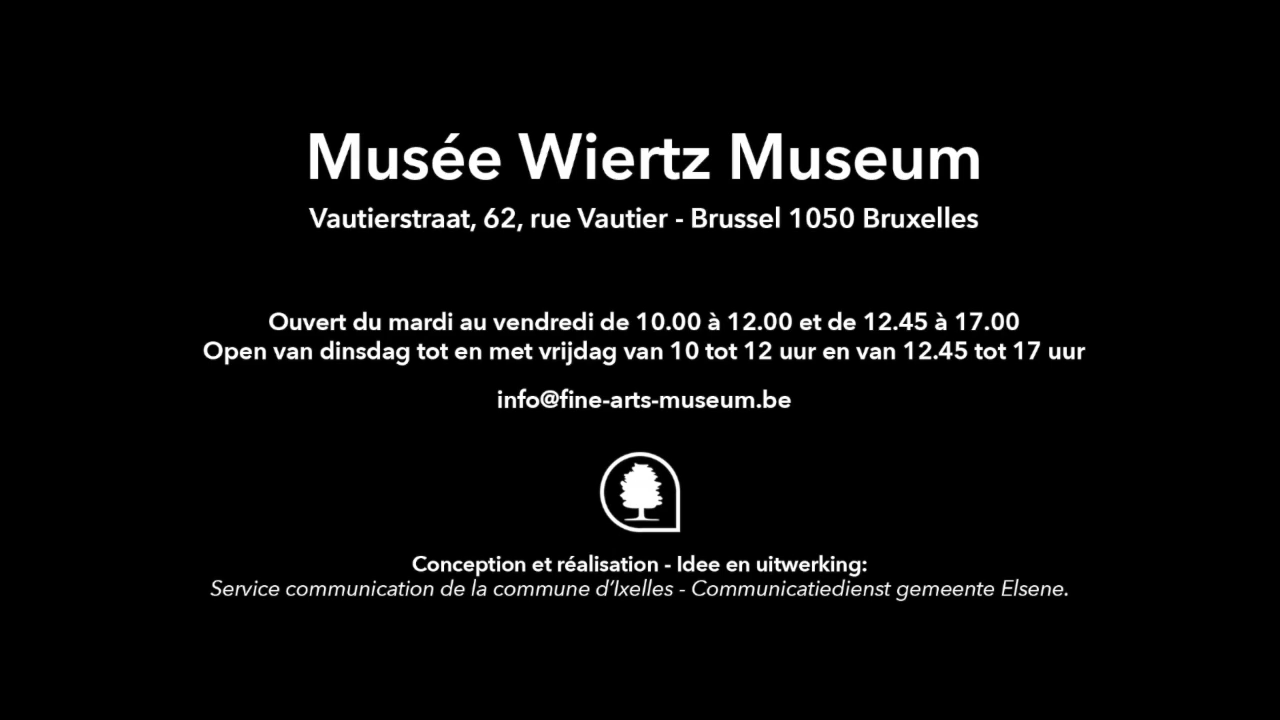 Musée Wiertz Museum
Vautierstraat, 62, rue Vautier - Brussel 1050 Bruxelles
Ouvert du mardi au vendredi de 10.00 à 12.00 et de 12.45 à 17.00
Open van dinsdag tot en met vrijdag van 10 tot 12 uur en van 12.45 tot 17 uur
info@fine-arts-museum.be
Conception et réalisation - Idee en uitwerking:
Service communication de la commune d’Ixelles - Communicatiedienst gemeente Elsene.